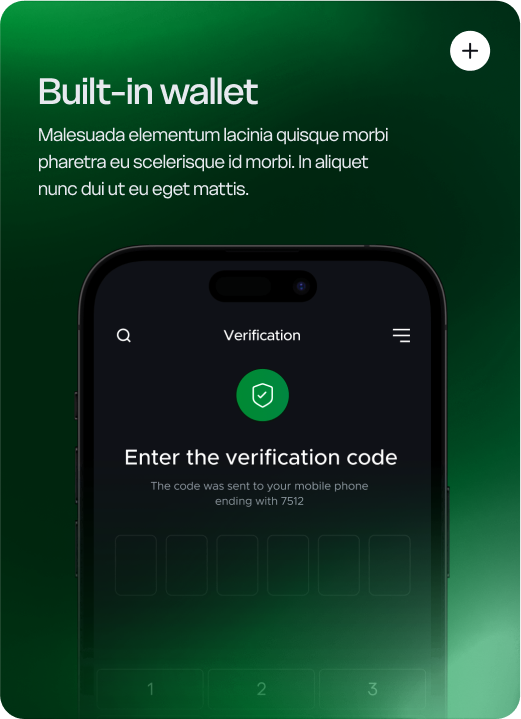 Built-in wallet
Malesuada elementum lacinia quisque morbi
pharetra eu scelerisque id morbi. In aliquet
nunc dui ut eu eget mattis.
Verification
Enter the verification code
The code was sent to your mobile phone
ending with 7512
1 2 3